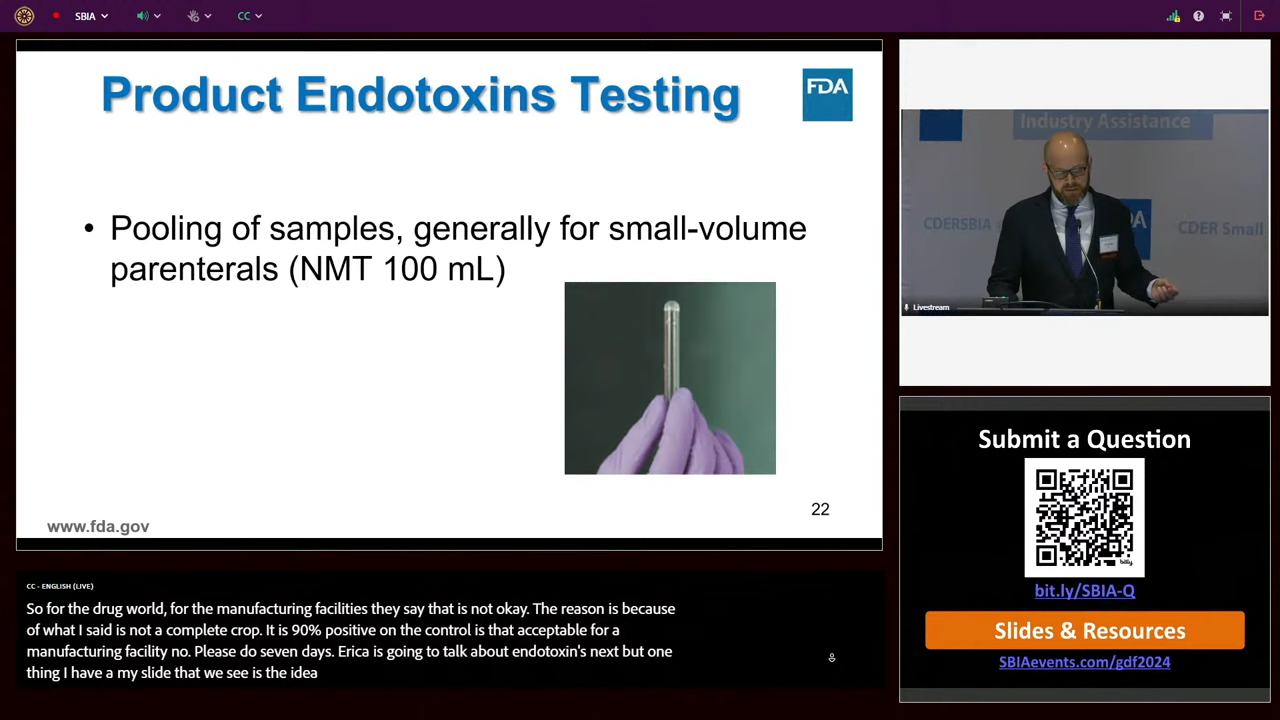 SBIA
CC
Product Endotoxins Testing
FDA
• Pooling of samples, generally for small-volume
parenterals (NMT 100 mL)
22
www.fda.gov
Industry Assistance
CDERSBIA
CDER Small
Livestream
Submit a Question
bitly
bit.ly/SBIA-Q
Slides & Resources
SBIAevents.com/gdf2024
CC - ENGLISH (LIVE)
So for the drug world, for the manufacturing facilities they say that is not okay. The reason is because
of what I said is not a complete crop. It is 90% positive on the control is that acceptable for a
manufacturing facility no. Please do seven days. Erica is going to talk about endotoxin's next but one
thing I have a my slide that we see is the idea